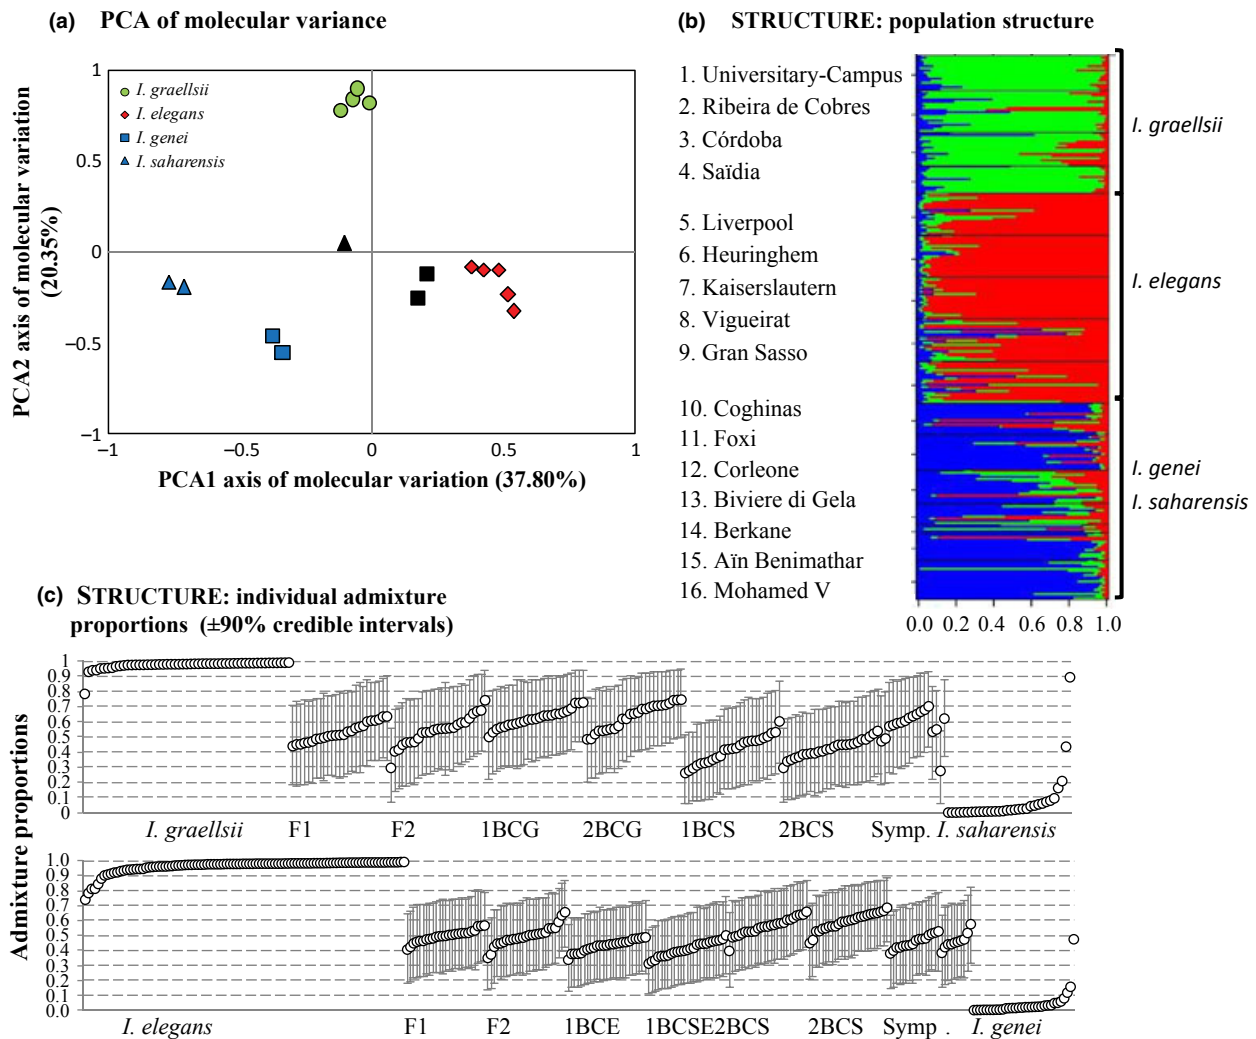 (a) PCA of molecular variance
1
0.5
0
−0.5
−1
−1
−0.5
0
0.5
1
I. graellsii
I. elegans
I. genei
I. saharensis
PCA2 axis of molecular variation
(20.35%)
PCA1 axis of molecular variation (37.80%)
(b) STRUCTURE: population structure
1. Universitary-Campus
2. Ribeira de Cobres
3. Córdoba
4. Saïdia
5. Liverpool
6. Heuringhem
7. Kaiserslautern
8. Vigueirat
9. Gran Sasso
10. Coghinas
11. Foxi
12. Corleone
13. Biviere di Gela
14. Berkane
15. Aïn Benimathar
16. Mohamed V
I. graellsii
I. elegans
I. genei
I. saharensis
0.0 0.2 0.4 0.6 0.8 1.0
(c) STRUCTURE: individual admixture
proportions (±90% credible intervals)
Admixture proportions
1
0.9
0.8
0.7
0.6
0.5
0.4
0.3
0.2
0.1
0
I. graellsii F1 F2 1BCG 2BCG 1BCS 2BCS Symp. I. saharensis
1.0
0.9
0.8
0.7
0.6
0.5
0.4
0.3
0.2
0.1
0.0
I. elegans F1 F2 1BCE 1BCSE2BCS 2BCS Symp . I. genei